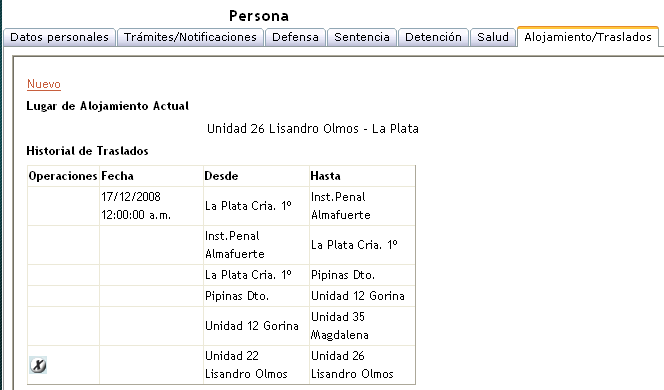 Persona
Datos personales Trámites/Notificaciones Defensa Sentencia Detención Salud Alojamiento/Traslados
Nuevo
Lugar de Alojamiento Actual
Unidad 26 Lisandro Olmos - La Plata
Historial de Traslados
Operaciones Fecha Desde Hasta
17/12/2008
12:00:00 a.m.
La Plata Cria. 1º
Inst.Penal
Almafuerte
Inst.Penal
Almafuerte
La Plata Cria. 1º
La Plata Cria. 1º Pipinas Dto.
Pipinas Dto. Unidad 12 Gorina
Unidad 12 Gorina
Unidad 35
Magdalena
X
Unidad 22
Lisandro Olmos
Unidad 26
Lisandro Olmos